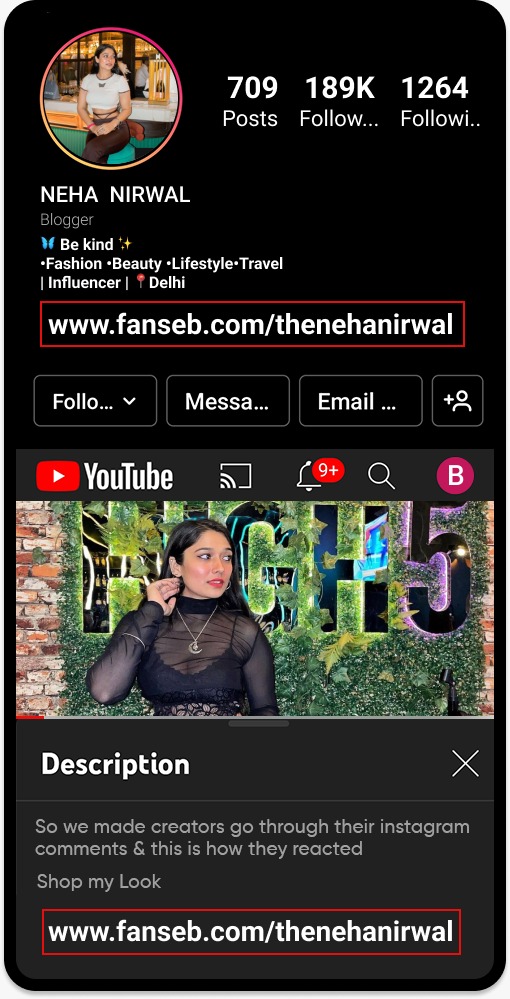 709 189K 1264
Posts Follow... Followi..
NEHA NIRWAL
Blogger
🦋 Be kind ✨
•Fashion •Beauty •Lifestyle•Travel
| Influencer | 📍Delhi
www.fanseb.com/thenehanirwal
Follo... Messa... Email ...
YouTube 9+ B
HIGH5
Description
So we made creators go through their instagram
comments & this is how they reacted
Shop my Look
www.fanseb.com/thenehanirwal